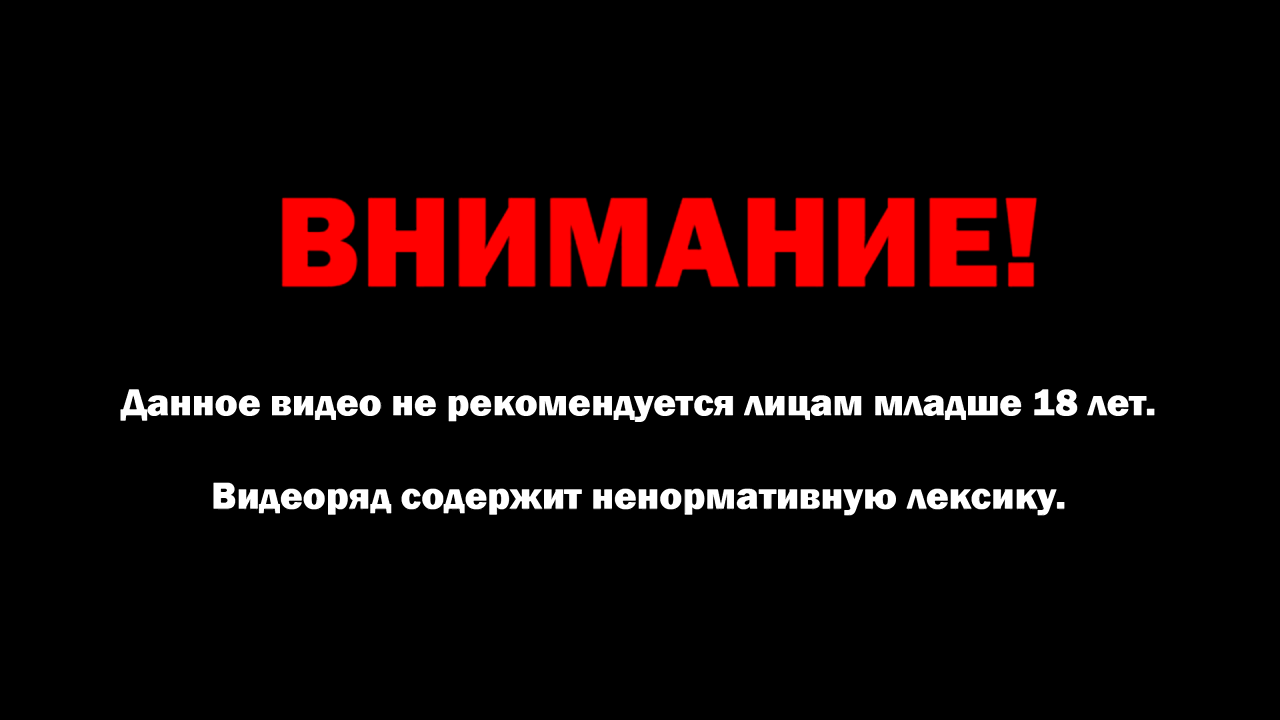 ВНИМАНИЕ!
Данное видео не рекомендуется лицам младше 18 лет.
Видеоряд содержит ненормативную лексику.